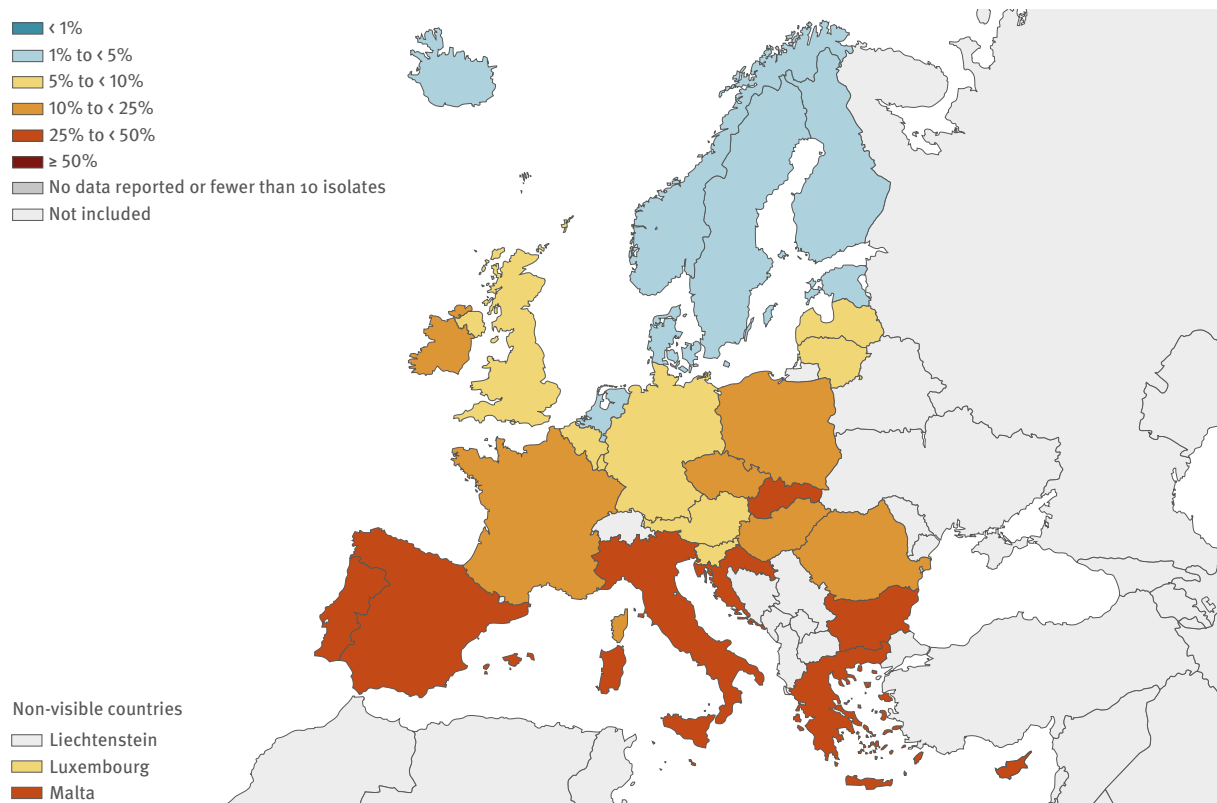 < 1%
1% to < 5%
5% to < 10%
10% to < 25%
25% to < 50%
≥ 50%
No data reported or fewer than 10 isolates
Not included
Non-visible countries
Liechtenstein
Luxembourg
Malta